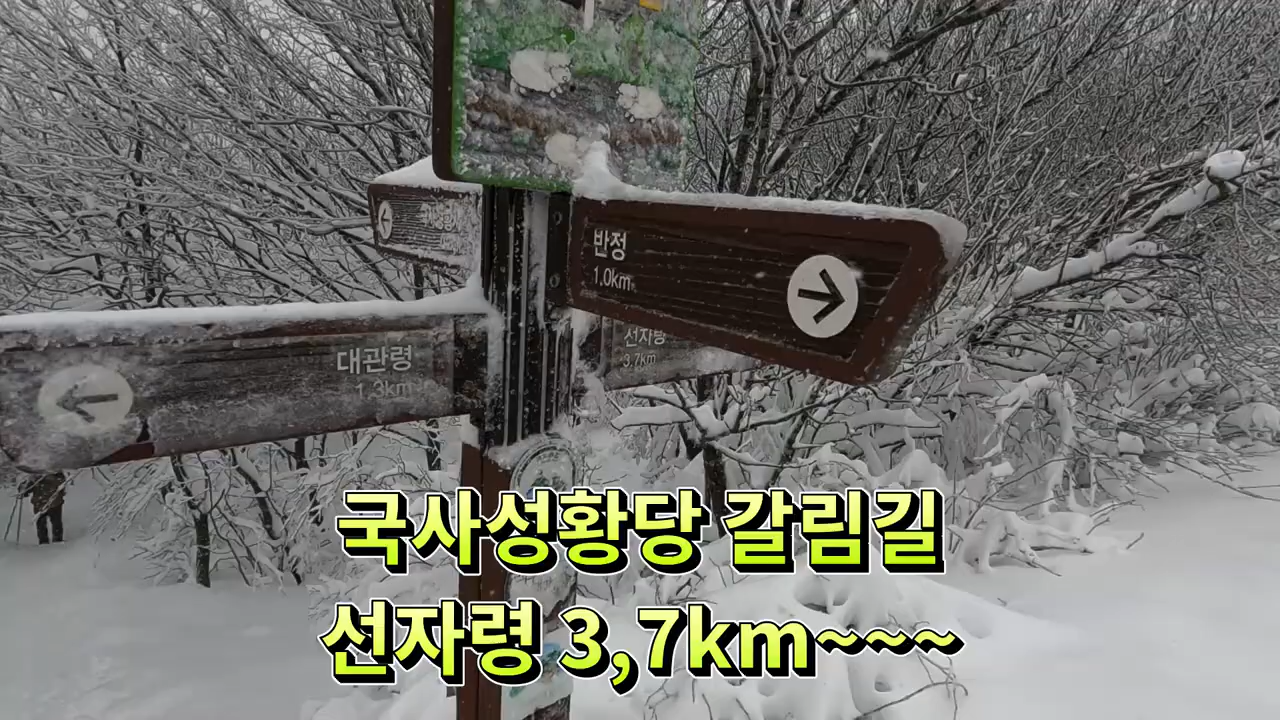 반정
1.0km
선자령
3.7km
대관령
1.3km
국사성황당 갈림길
선자령 3,7km~~~